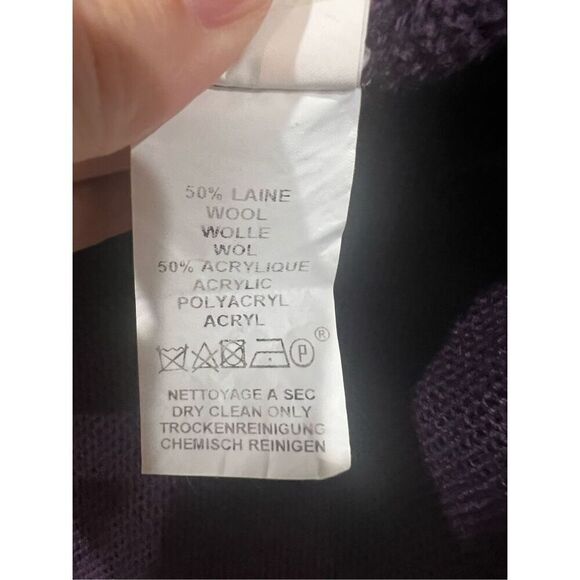 50% LAINE
WOOL
WOLLE
WOL
50% ACRYLIQUE
ACRYLIC
POLYACRYL
ACRYL
P ®
NETTOYAGE A SEC
DRY CLEAN ONLY
TROCKENREINIGUNG
CHEMISCH REINIGEN